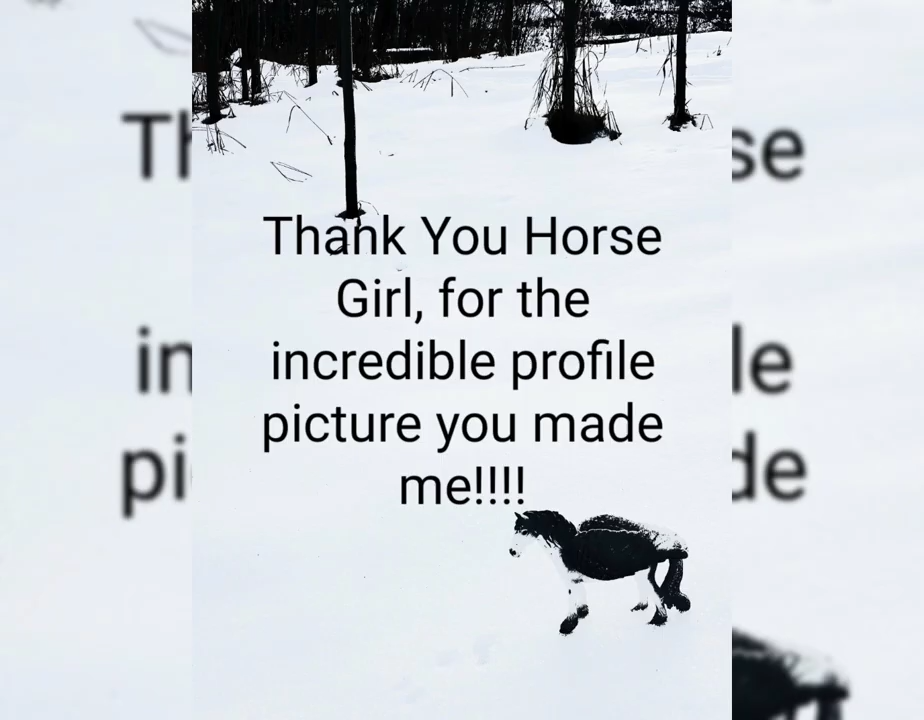 Thank You Horse
Girl, for the
incredible profile
picture you made
me!!!!